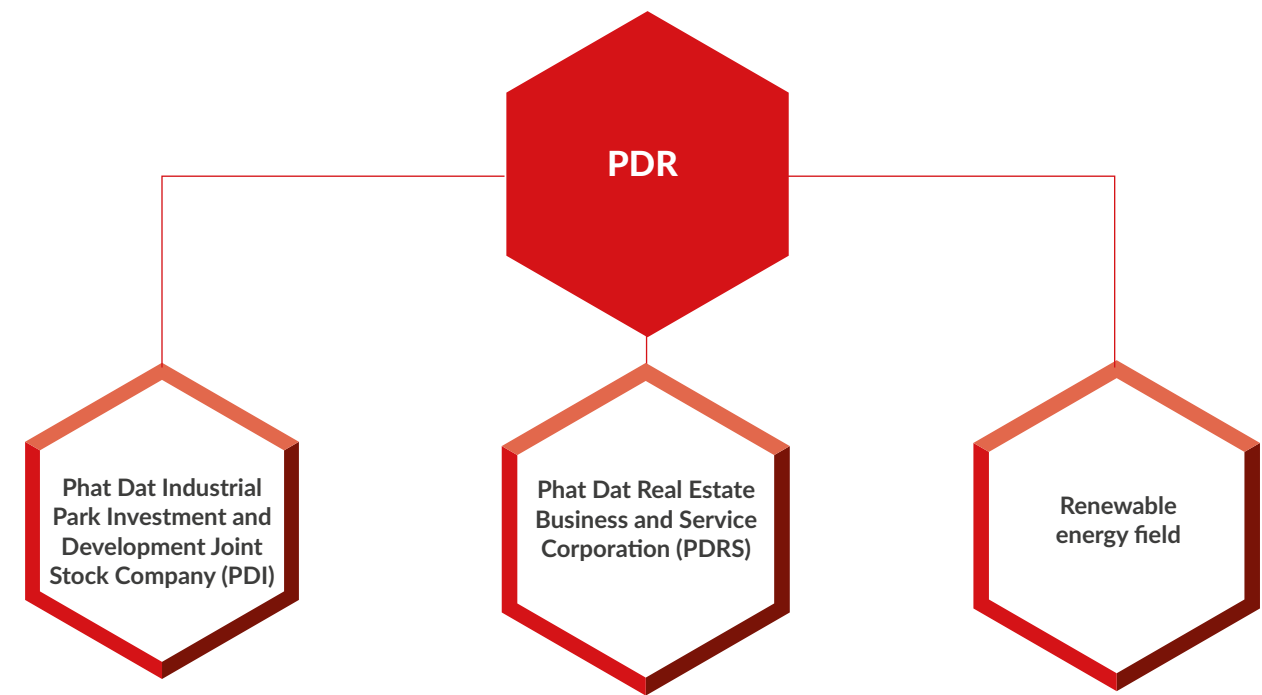 PDR
Phat Dat Industrial
Park Investment and
Development Joint
Stock Company (PDI)
Phat Dat Real Estate
Business and Service
Corporation (PDRS)
Renewable
energy field